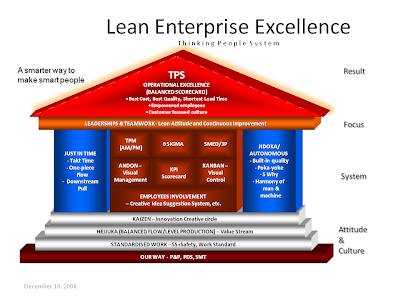 Lean Enterprise Excellence
Thinking People System
A smarter way to
make smart people
TPS
OPERATIONAL EXCELLENCE
(BALANCED SCORECARD)
• Best Cost, Best Quality, Shortest Lead Time
• Empowered employees
• Customer focused culture
Result
LEADERSHIPS & TEAMWORK - Lean Attitude and Continuous Improvement
Focus
JUST IN TIME
- Takt Time
- One-piece
flow
- Downstream
Pull
TPM
(AM/PM)
6 SIGMA
SMED/3P
ANDON –
Visual
Management
KPI
Scorecard
KANBAN –
Visual
Control
EMPLOYEES INVOLVEMENT
– Creative Idea Suggestion System, etc.
JIDOKA/
AUTONOMOUS
- Built-in quality
- Poka-yoke
- 5 Why
- Harmony of
man &
machine
System
KAIZEN – Innovation Creative circle
HEIJUKA (BALANCED FLOW/LEVEL PRODUCTION) – Value Stream
STANDARDISED WORK – 5S+Safety, Work Standard
OUR WAY - P&P, PDS, SMT
Attitude
&
Culture
December 10, 2008